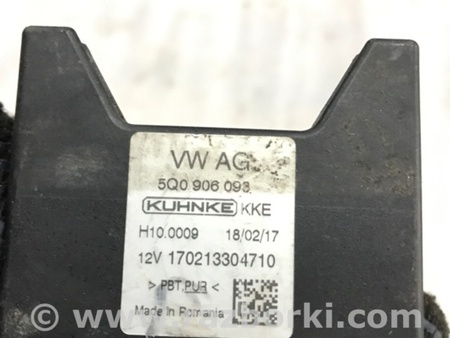 VW AG
5Q0 906 093
KUHNKE KKE
H10.0009 18/02/17
12V 170213304710
> PBT,PUR <
Made in Romania